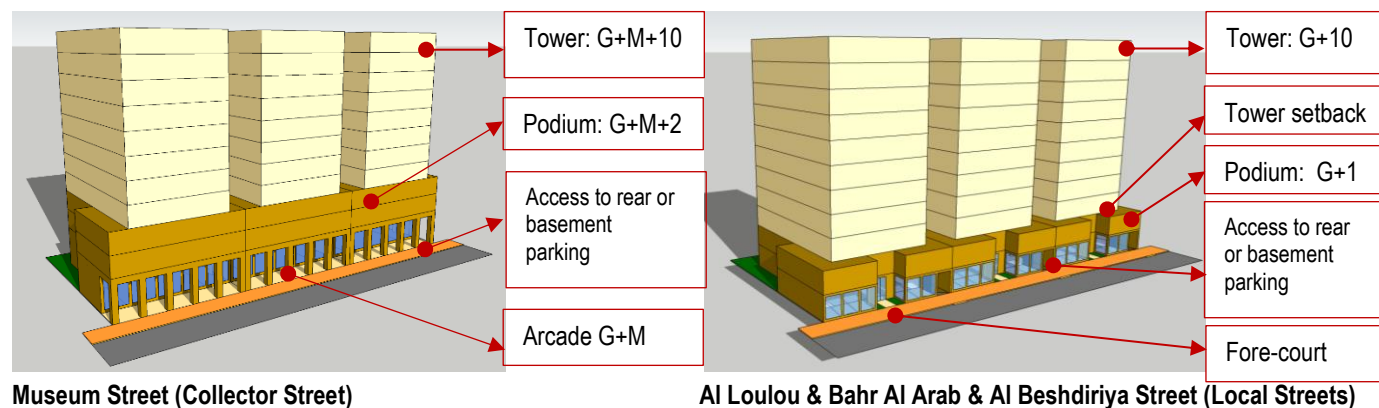 Tower: G+M+10
Podium: G+M+2
Access to rear or
basement
parking
Arcade G+M
Museum Street (Collector Street)
Tower: G+10
Tower setback
Podium: G+1
Access to rear
or basement
parking
Fore-court
Al Loulou & Bahr Al Arab & Al Beshdiriya Street (Local Streets)